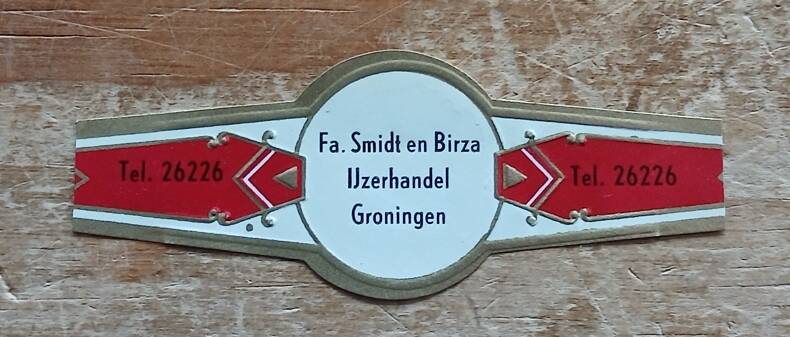 Fa. Smidt en Birza
IJzerhandel
Groningen
Tel. 26226
Tel. 26226